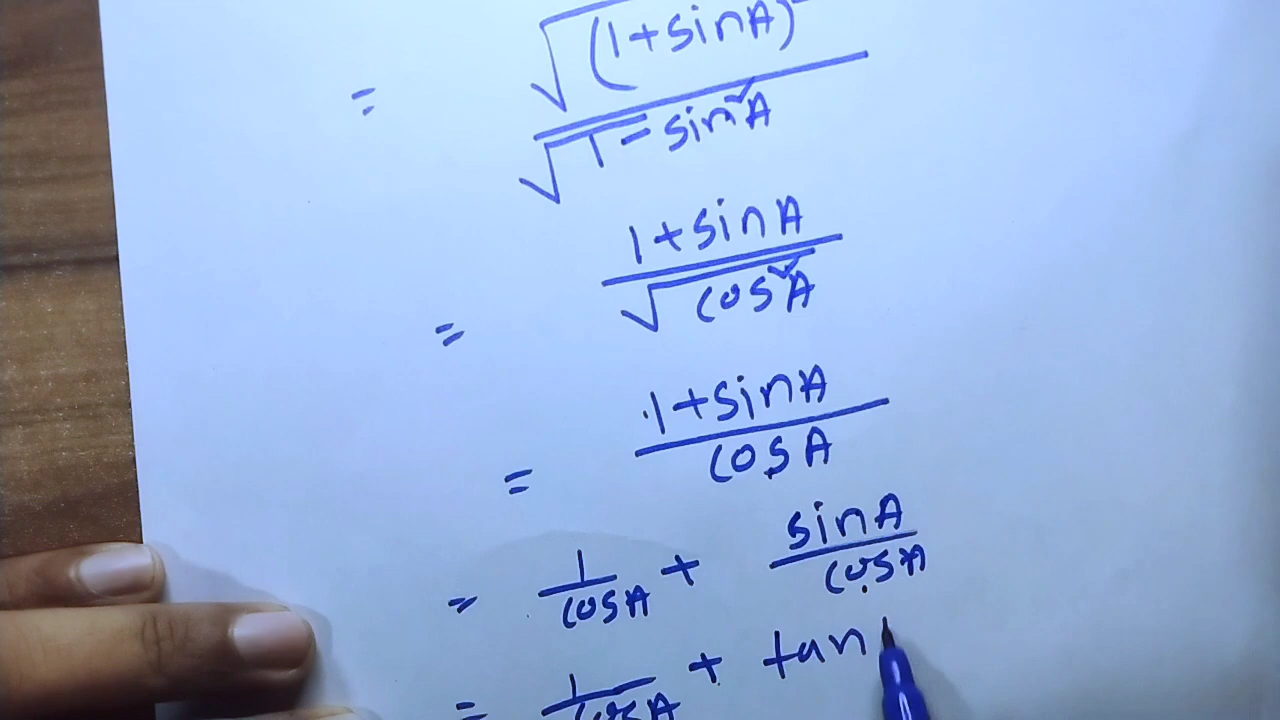 = √(1+sinA)² / √1-sin²A
= 1+sinA / √cos²A
= 1+sinA / cosA
= 1/cosA + sinA/cosA
= 1/cosA + tan